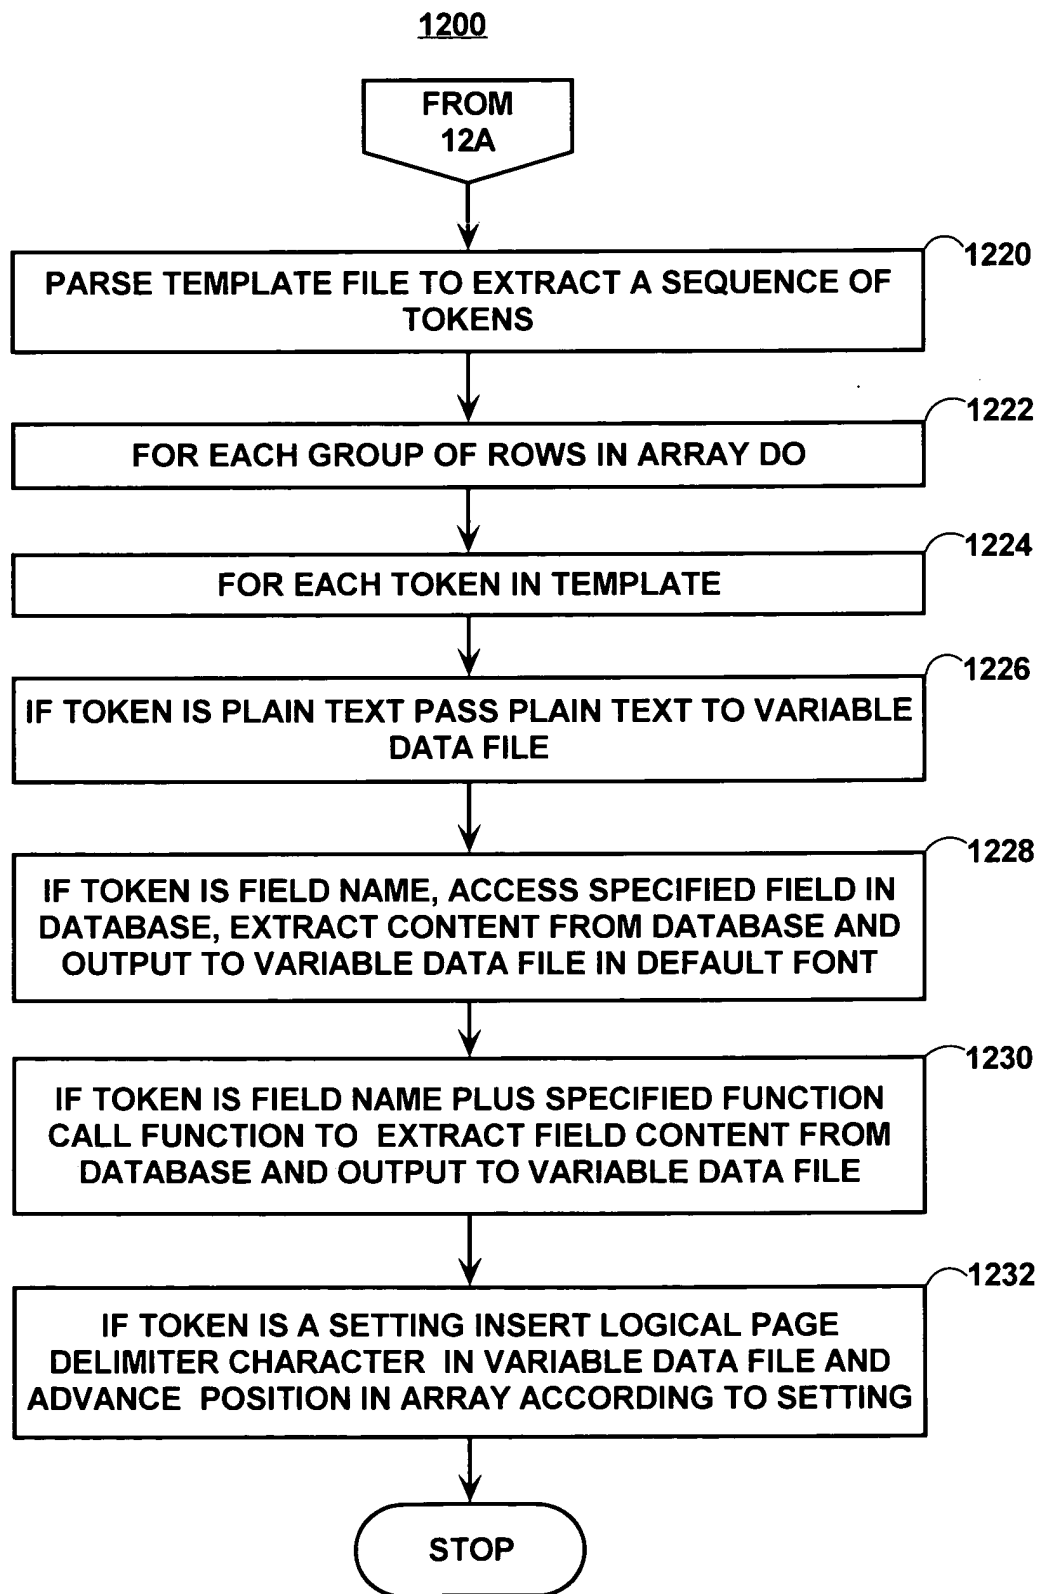 1200
FROM
12A
1220
PARSE TEMPLATE FILE TO EXTRACT A SEQUENCE OF
TOKENS
1222
FOR EACH GROUP OF ROWS IN ARRAY DO
1224
FOR EACH TOKEN IN TEMPLATE
1226
IF TOKEN IS PLAIN TEXT PASS PLAIN TEXT TO VARIABLE
DATA FILE
1228
IF TOKEN IS FIELD NAME, ACCESS SPECIFIED FIELD IN
DATABASE, EXTRACT CONTENT FROM DATABASE AND
OUTPUT TO VARIABLE DATA FILE IN DEFAULT FONT
1230
IF TOKEN IS FIELD NAME PLUS SPECIFIED FUNCTION
CALL FUNCTION TO EXTRACT FIELD CONTENT FROM
DATABASE AND OUTPUT TO VARIABLE DATA FILE
1232
IF TOKEN IS A SETTING INSERT LOGICAL PAGE
DELIMITER CHARACTER IN VARIABLE DATA FILE AND
ADVANCE POSITION IN ARRAY ACCORDING TO SETTING
STOP